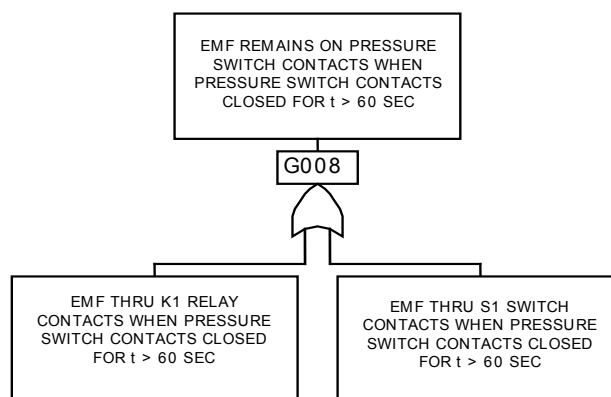 EMF REMAINS ON PRESSURE
SWITCH CONTACTS WHEN
PRESSURE SWITCH CONTACTS
CLOSED FOR t > 60 SEC
G008
EMF THRU K1 RELAY
CONTACTS WHEN PRESSURE
SWITCH CONTACTS CLOSED
FOR t > 60 SEC
EMF THRU S1 SWITCH
CONTACTS WHEN PRESSURE
SWITCH CONTACTS CLOSED
FOR t > 60 SEC